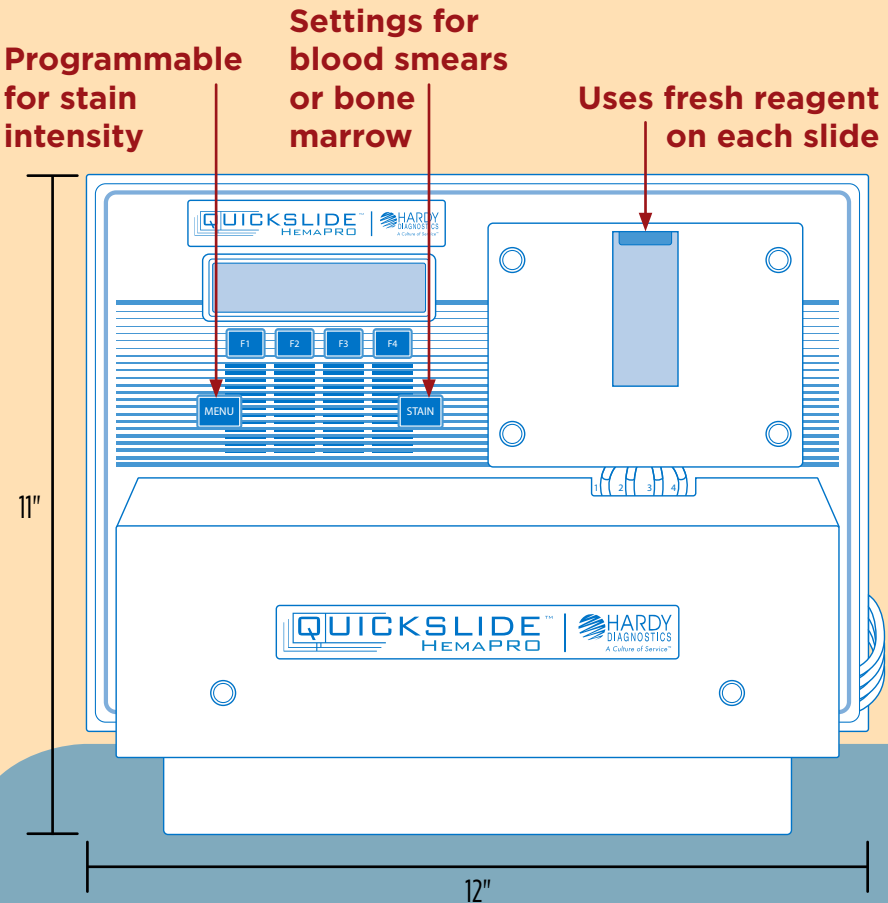 Programmable
for stain
intensity
Settings for
blood smears
or bone
marrow
Uses fresh reagent
on each slide
QUICKSLIDE™
HEMAPRO
HARDY
DIAGNOSTICS
A Culture of Service™
F1 F2 F3 F4
MENU STAIN
1 2 3 4
11"
QUICKSLIDE™
HEMAPRO
HARDY
DIAGNOSTICS
A Culture of Service™
12"